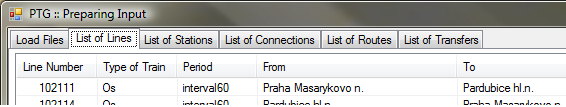 PTG :: Preparing Input
Load Files List of Lines List of Stations List of Connections List of Routes List of Transfers
Line Number Type of Train Period From To
102111 Os interval60 Praha Masarykovo n. Pardubice hl.n.
102114 Os interval60 Pardubice hl.n. Praha Masarykovo n.